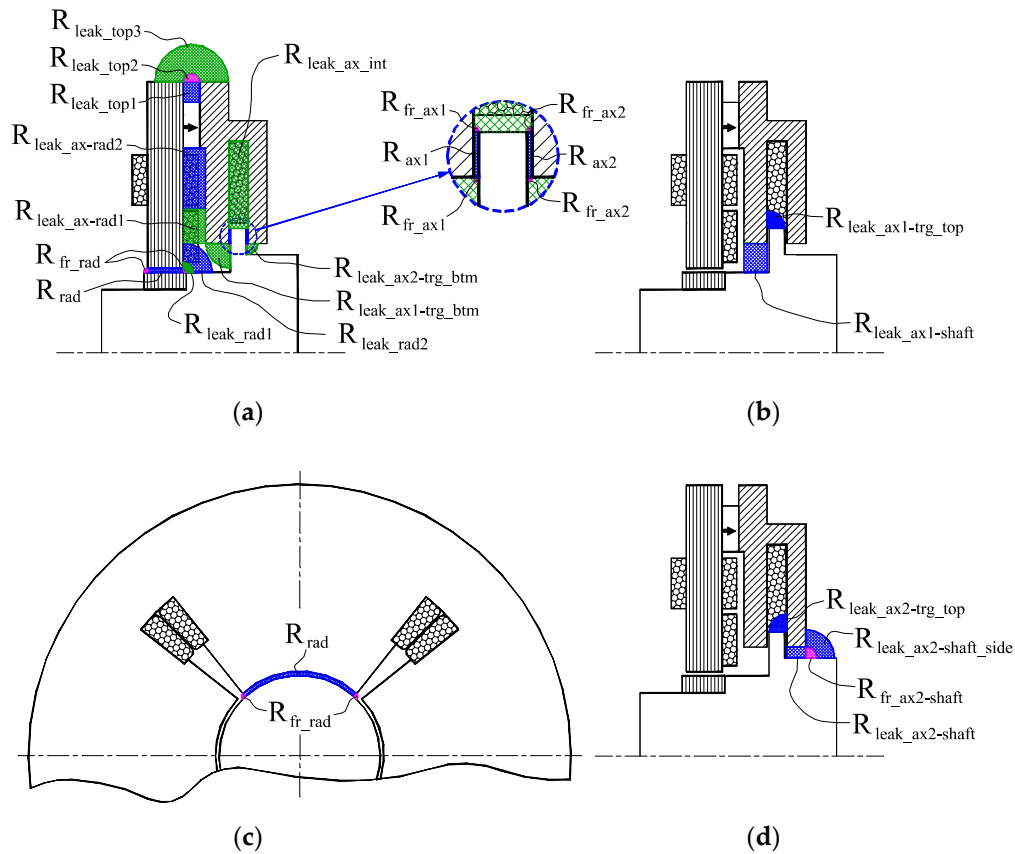 R leak_top3
R leak_top2
R leak_top1
R leak_ax-rad2
R leak_ax-rad1
R fr_rad
R rad
R leak_rad1
R leak_rad2
R leak_ax1-trg_btm
R leak_ax2-trg_btm
R leak_ax_int
R fr_ax1
R fr_ax2
R ax1
R ax2
R fr_ax1
R fr_ax2
(a)
R leak_ax1-trg_top
R leak_ax1-shaft
(b)
R rad
R fr_rad
(c)
R leak_ax2-trg_top
R leak_ax2-shaft_side
R fr_ax2-shaft
R leak_ax2-shaft
(d)